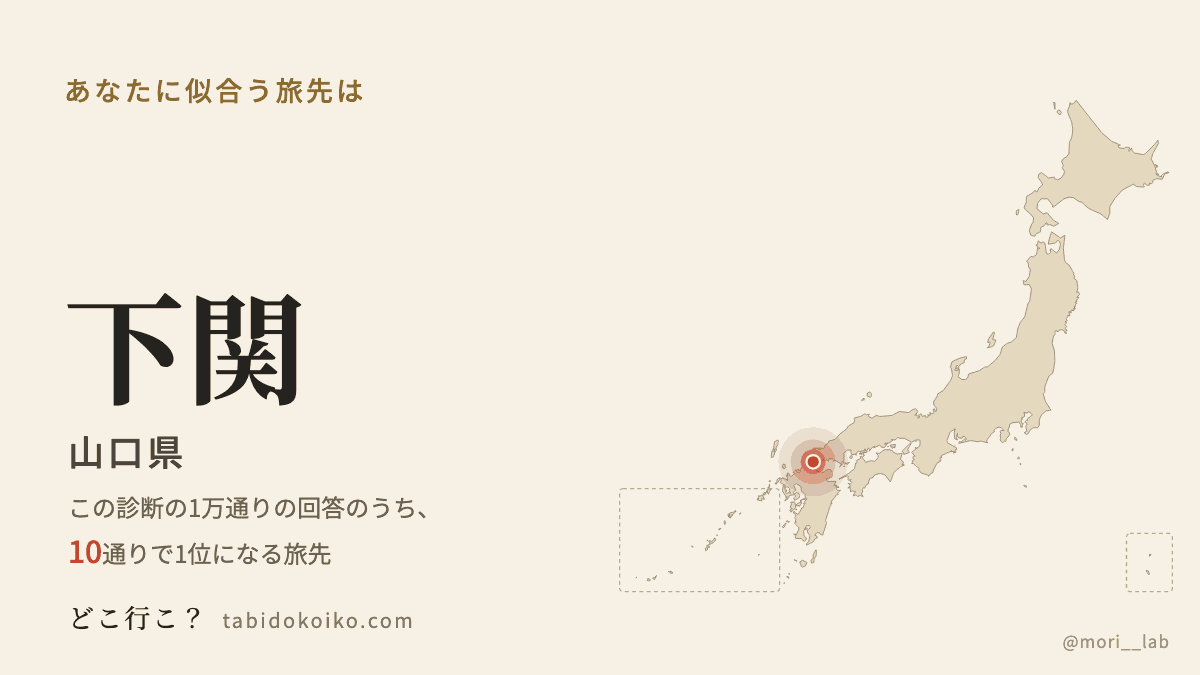 あなたに似合う旅先は
下関
山口県
この診断の1万通りの回答のうち、
10通りで1位になる旅先
どこ行こ？ tabidokoiko.com
@mori__lab